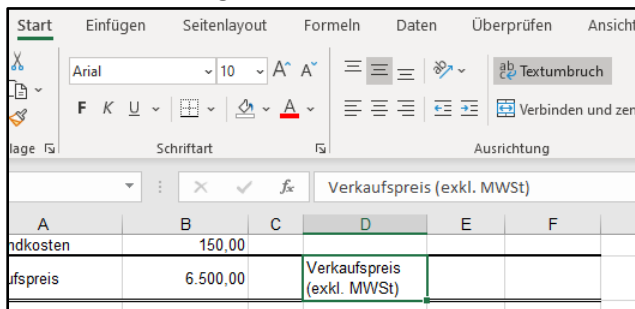 Start Einfügen Seitenlayout Formeln Daten Überprüfen Ansicht
Arial 10 A A ab Textumbruch
F K U A Verbinden und zen
lage Schriftart Ausrichtung
fx Verkaufspreis (exkl. MWSt)
A B C D E F
ndkosten 150,00
ufspreis 6.500,00 Verkaufspreis
(exkl. MWSt)